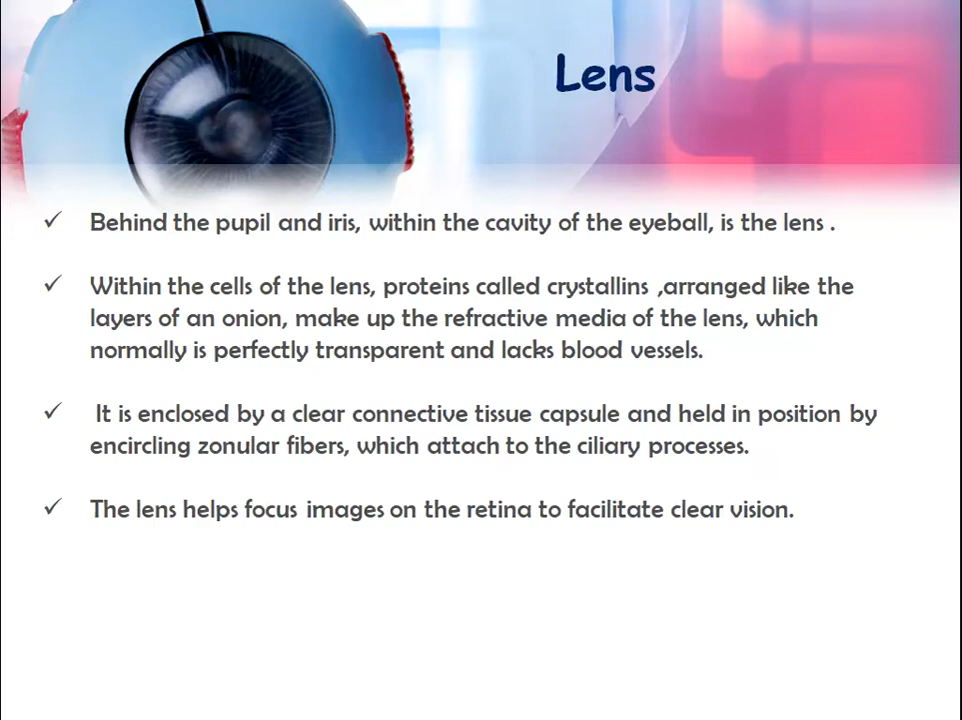 Lens
✓ Behind the pupil and iris, within the cavity of the eyeball, is the lens .
✓ Within the cells of the lens, proteins called crystallins ,arranged like the
layers of an onion, make up the refractive media of the lens, which
normally is perfectly transparent and lacks blood vessels.
✓ It is enclosed by a clear connective tissue capsule and held in position by
encircling zonular fibers, which attach to the ciliary processes.
✓ The lens helps focus images on the retina to facilitate clear vision.